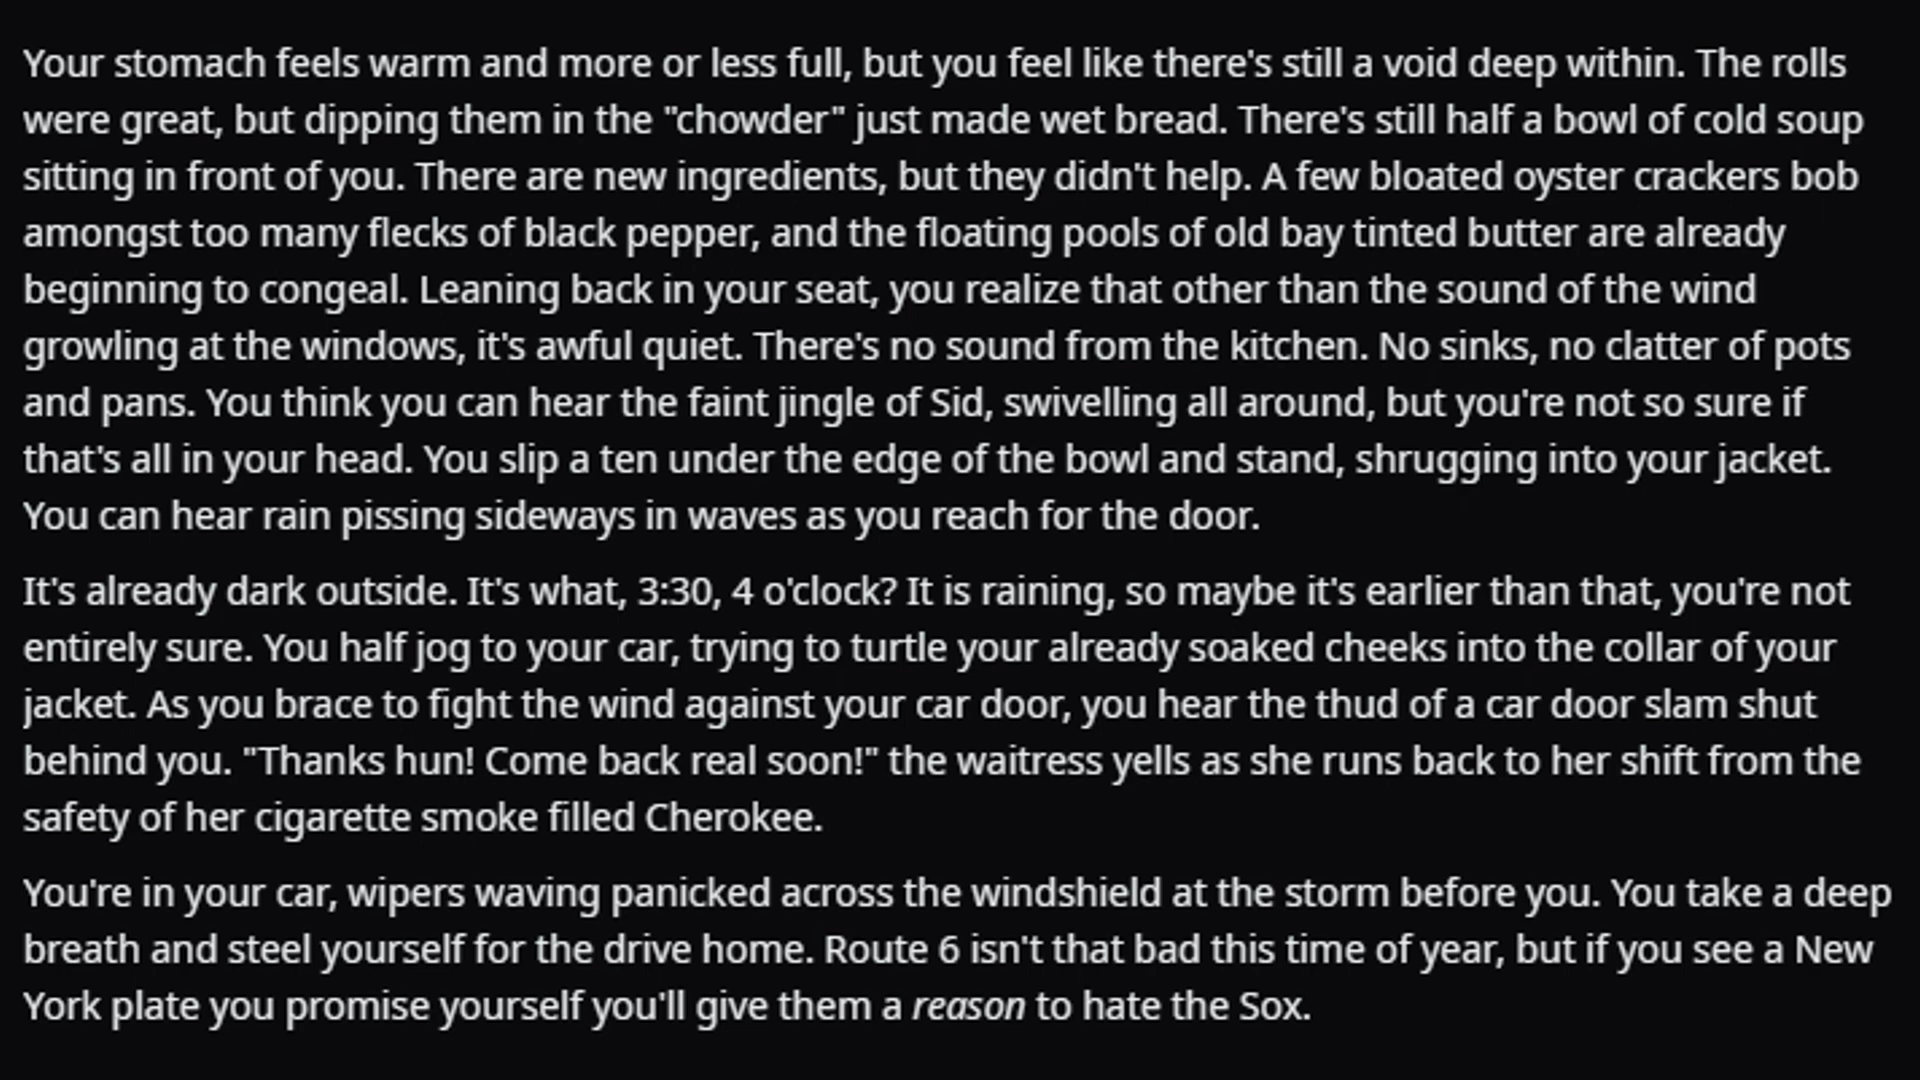 Your stomach feels warm and more or less full, but you feel like there's still a void deep within. The rolls
were great, but dipping them in the "chowder" just made wet bread. There's still half a bowl of cold soup
sitting in front of you. There are new ingredients, but they didn't help. A few bloated oyster crackers bob
amongst too many flecks of black pepper, and the floating pools of old bay tinted butter are already
beginning to congeal. Leaning back in your seat, you realize that other than the sound of the wind
growling at the windows, it's awful quiet. There's no sound from the kitchen. No sinks, no clatter of pots
and pans. You think you can hear the faint jingle of Sid, swivelling all around, but you're not so sure if
that's all in your head. You slip a ten under the edge of the bowl and stand, shrugging into your jacket.
You can hear rain pissing sideways in waves as you reach for the door.
It's already dark outside. It's what, 3:30, 4 o'clock? It is raining, so maybe it's earlier than that, you're not
entirely sure. You half jog to your car, trying to turtle your already soaked cheeks into the collar of your
jacket. As you brace to fight the wind against your car door, you hear the thud of a car door slam shut
behind you. "Thanks hun! Come back real soon!" the waitress yells as she runs back to her shift from the
safety of her cigarette smoke filled Cherokee.
You're in your car, wipers waving panicked across the windshield at the storm before you. You take a deep
breath and steel yourself for the drive home. Route 6 isn't that bad this time of year, but if you see a New
York plate you promise yourself you'll give them a reason to hate the Sox.